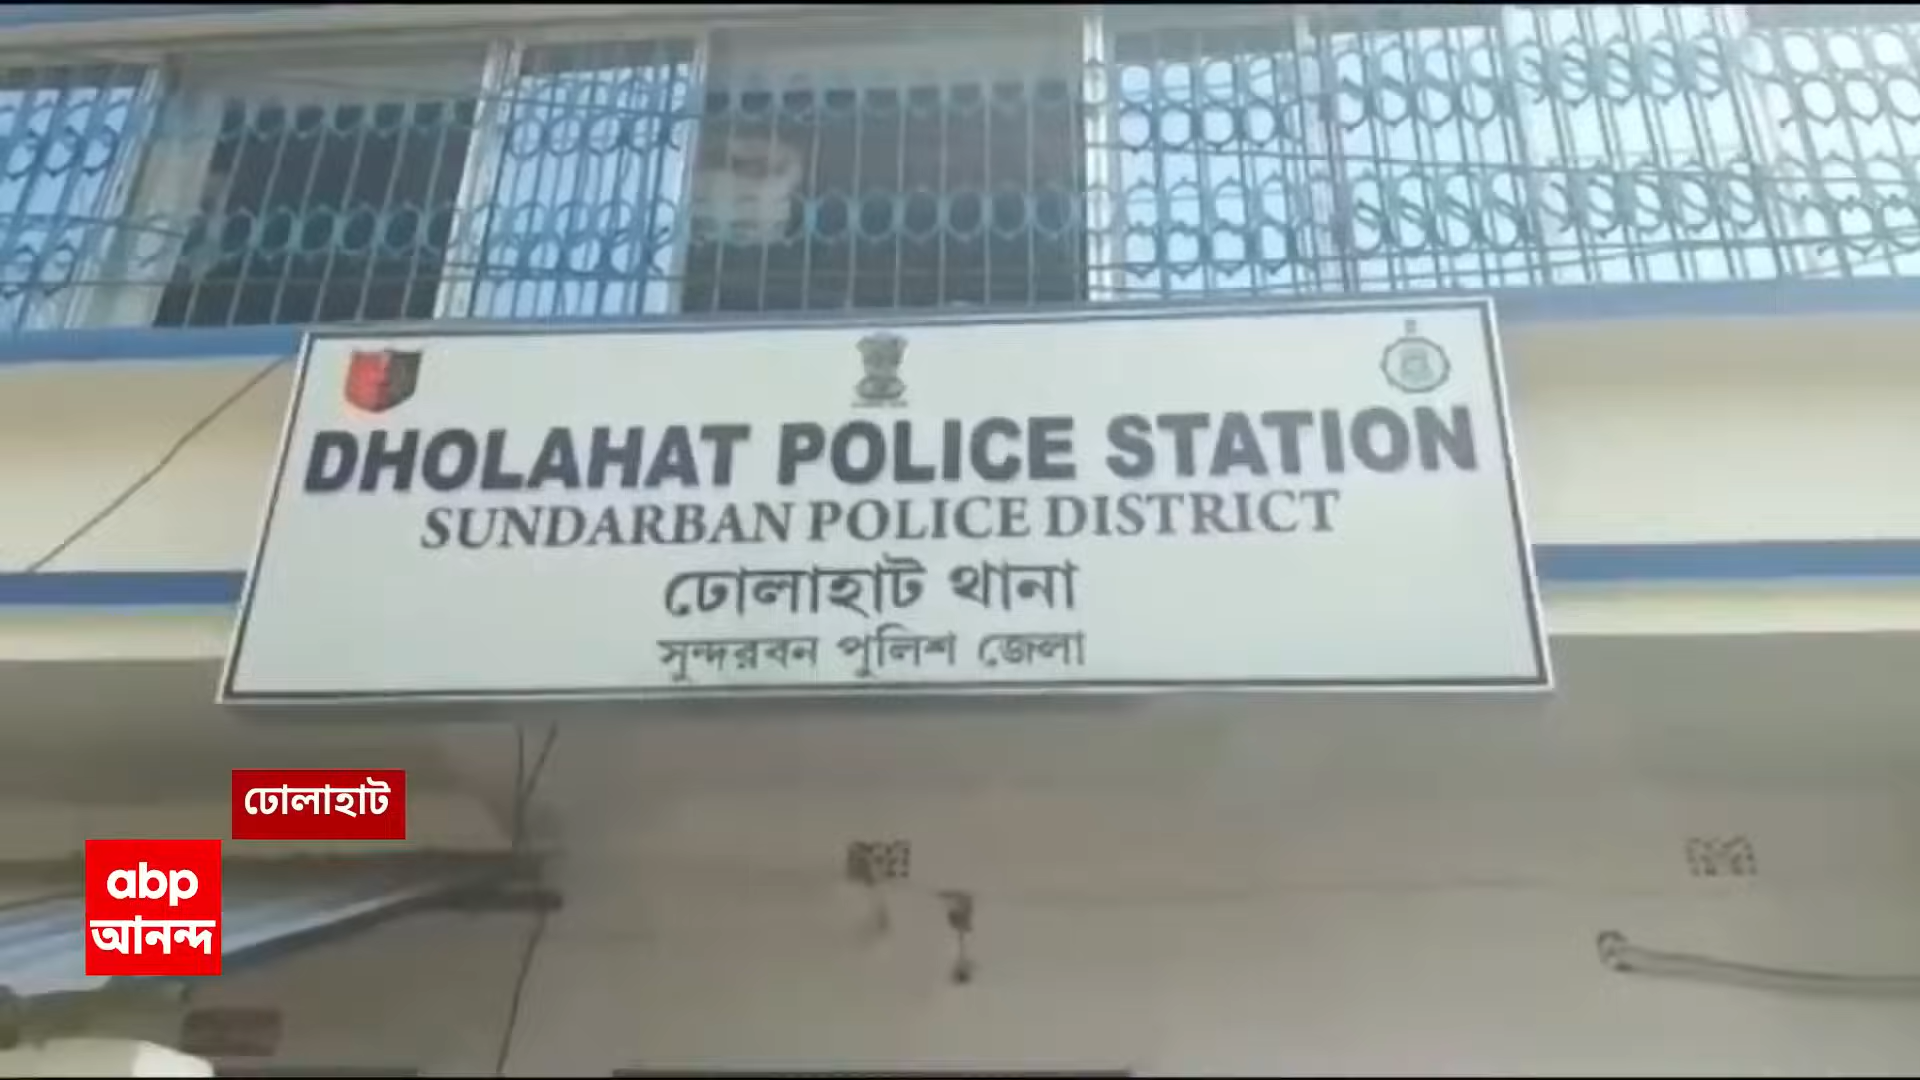 DHOLAHAT POLICE STATION
SUNDARBAN POLICE DISTRICT
ঢোলাহাট থানা
সুন্দরবন পুলিশ জেলা
ঢোলাহাট
abp
আনন্দ